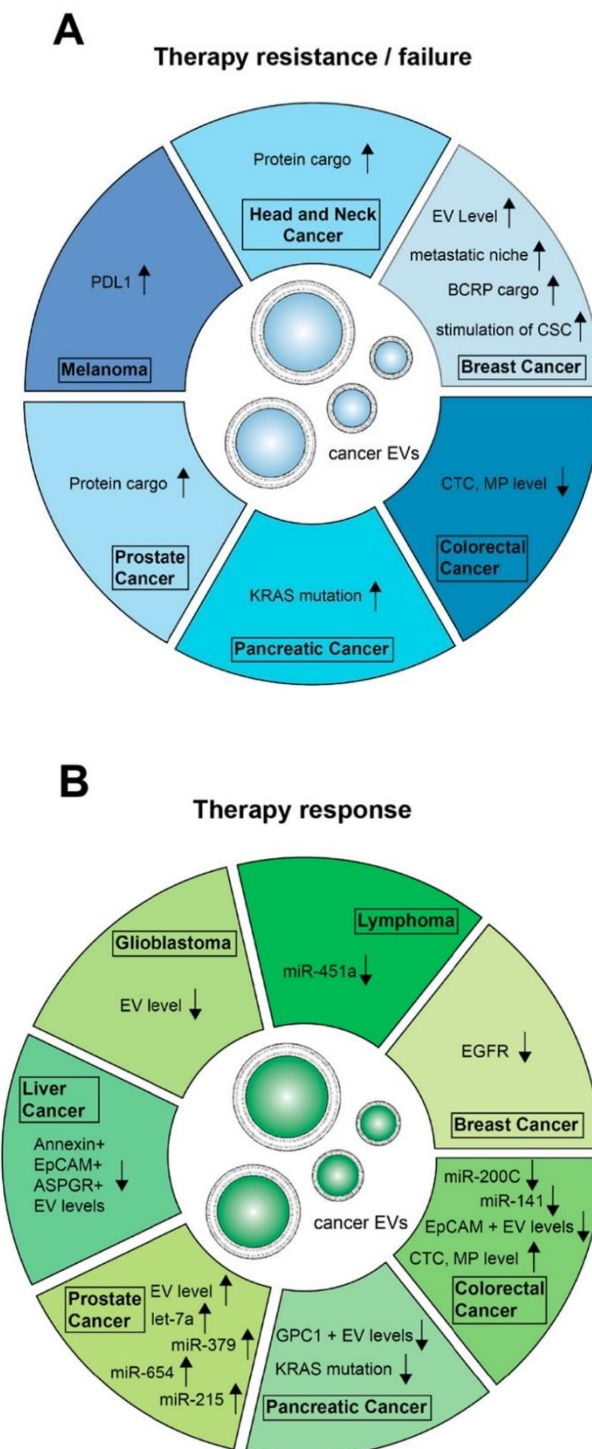 A
Therapy resistance / failure
Protein cargo ↑
Head and Neck
Cancer
EV Level ↑
metastatic niche ↑
BCRP cargo ↑
stimulation of CSC ↑
Breast Cancer
PDL1 ↑
Melanoma
cancer EVs
CTC, MP level ↓
Colorectal
Cancer
Protein cargo ↑
Prostate
Cancer
KRAS mutation ↑
Pancreatic Cancer
B
Therapy response
Lymphoma
miR-451a ↓
Glioblastoma
EV level ↓
EGFR ↓
Breast Cancer
Liver
Cancer
Annexin+
EpCAM+
ASPGR+ ↓
EV levels
cancer EVs
miR-200C ↓
miR-141 ↓
EpCAM + EV levels ↓
CTC, MP level ↑
Colorectal
Cancer
Prostate
Cancer
EV level ↑
let-7a ↑
miR-379 ↑
miR-654 ↑
miR-215 ↑
GPC1 + EV levels ↓
KRAS mutation ↓
Pancreatic Cancer